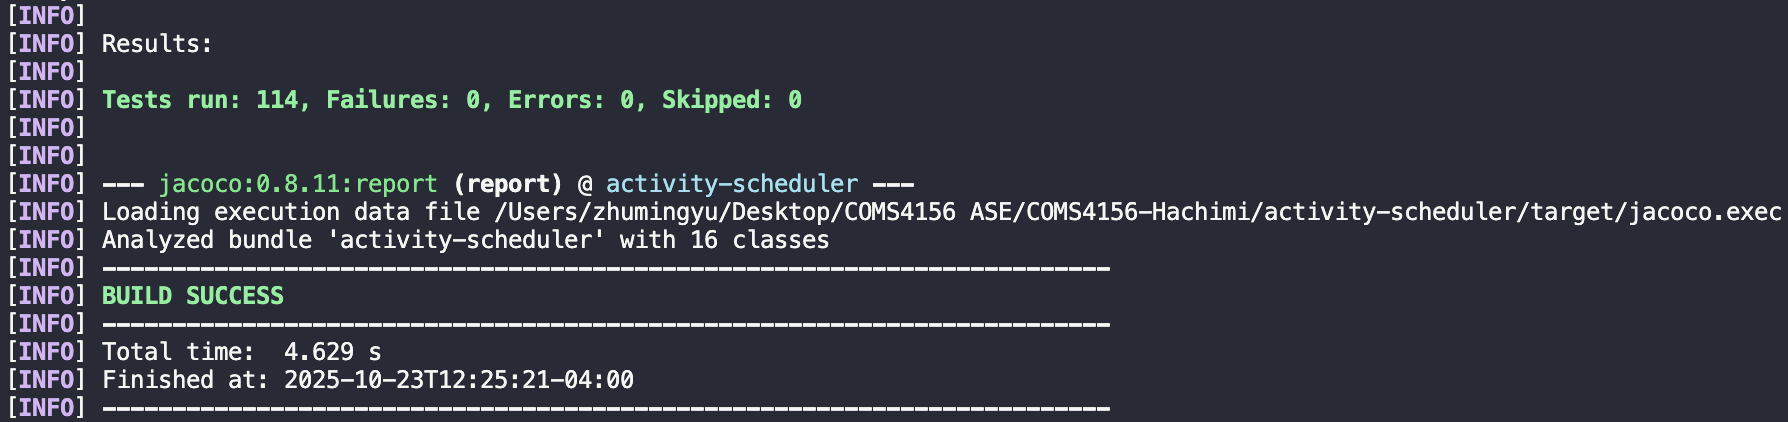 [INFO]
[INFO] Results:
[INFO]
[INFO] Tests run: 114, Failures: 0, Errors: 0, Skipped: 0
[INFO]
[INFO]
[INFO] --- jacoco:0.8.11:report (report) @ activity-scheduler ---
[INFO] Loading execution data file /Users/zhumingyu/Desktop/COMS4156 ASE/COMS4156-Hachimi/activity-scheduler/target/jacoco.exec
[INFO] Analyzed bundle 'activity-scheduler' with 16 classes
[INFO] ------------------------------------------------------------------------
[INFO] BUILD SUCCESS
[INFO] ------------------------------------------------------------------------
[INFO] Total time:  4.629 s
[INFO] Finished at: 2025-10-23T12:25:21-04:00
[INFO] ------------------------------------------------------------------------